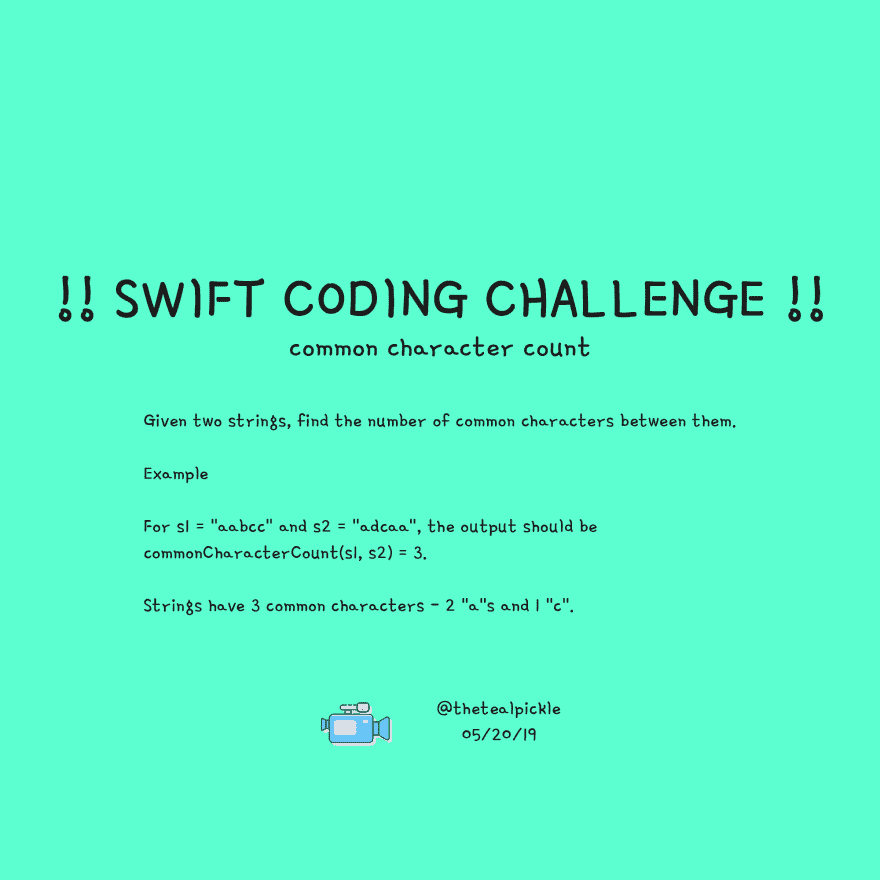 !! SWIFT CODING CHALLENGE !!
common character count
Given two strings, find the number of common characters between them.
Example
For s1 = "aabcc" and s2 = "adcaa", the output should be
commonCharacterCount(s1, s2) = 3.
Strings have 3 common characters - 2 "a"s and 1 "c".
@thetealpickle
05/20/19